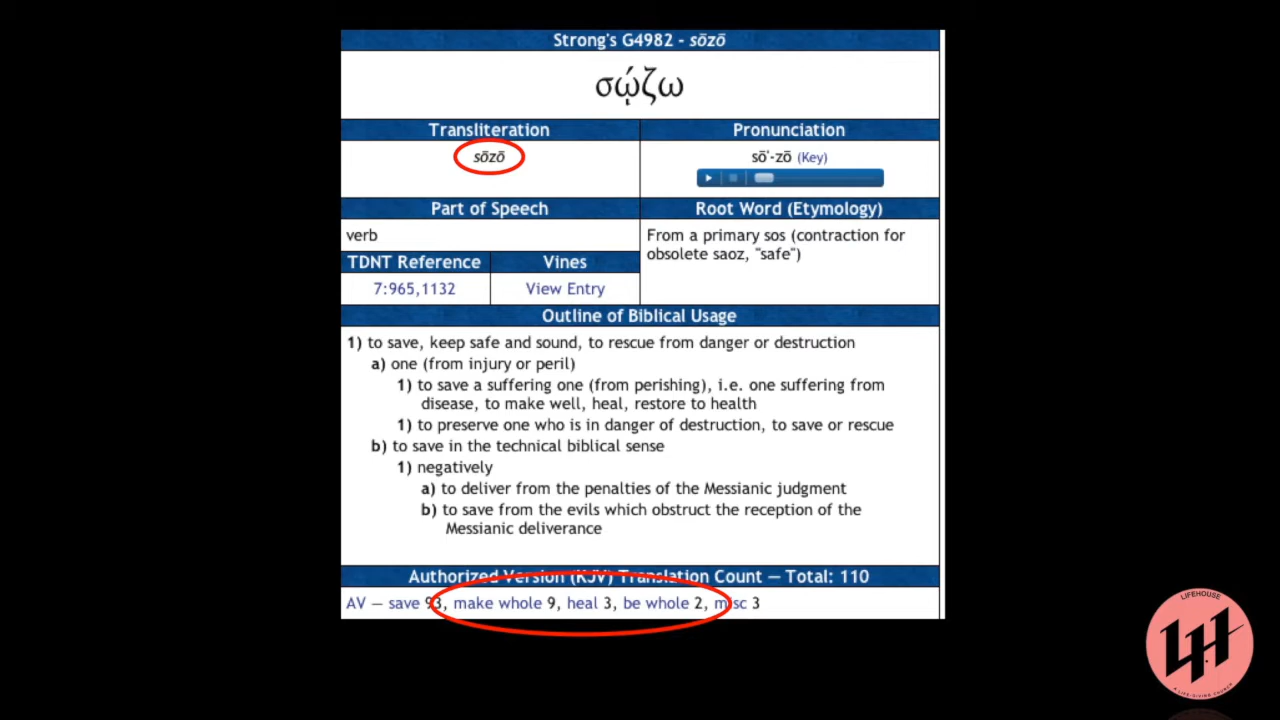 Strong's G4982 - sōzō
σῴζω
Transliteration
Pronunciation
sōzō
sō'-zō (Key)
Part of Speech
Root Word (Etymology)
verb
From a primary sos (contraction for
obsolete saoz, "safe")
TDNT Reference
Vines
7:965,1132
View Entry
Outline of Biblical Usage
1) to save, keep safe and sound, to rescue from danger or destruction
a) one (from injury or peril)
1) to save a suffering one (from perishing), i.e. one suffering from
disease, to make well, heal, restore to health
1) to preserve one who is in danger of destruction, to save or rescue
b) to save in the technical biblical sense
1) negatively
a) to deliver from the penalties of the Messianic judgment
b) to save from the evils which obstruct the reception of the
Messianic deliverance
Authorized Version (KJV) Translation Count — Total: 110
AV — save 93, make whole 9, heal 3, be whole 2, misc 3
LIFEHOUSE
LH
A LIFE-GIVING CHURCH